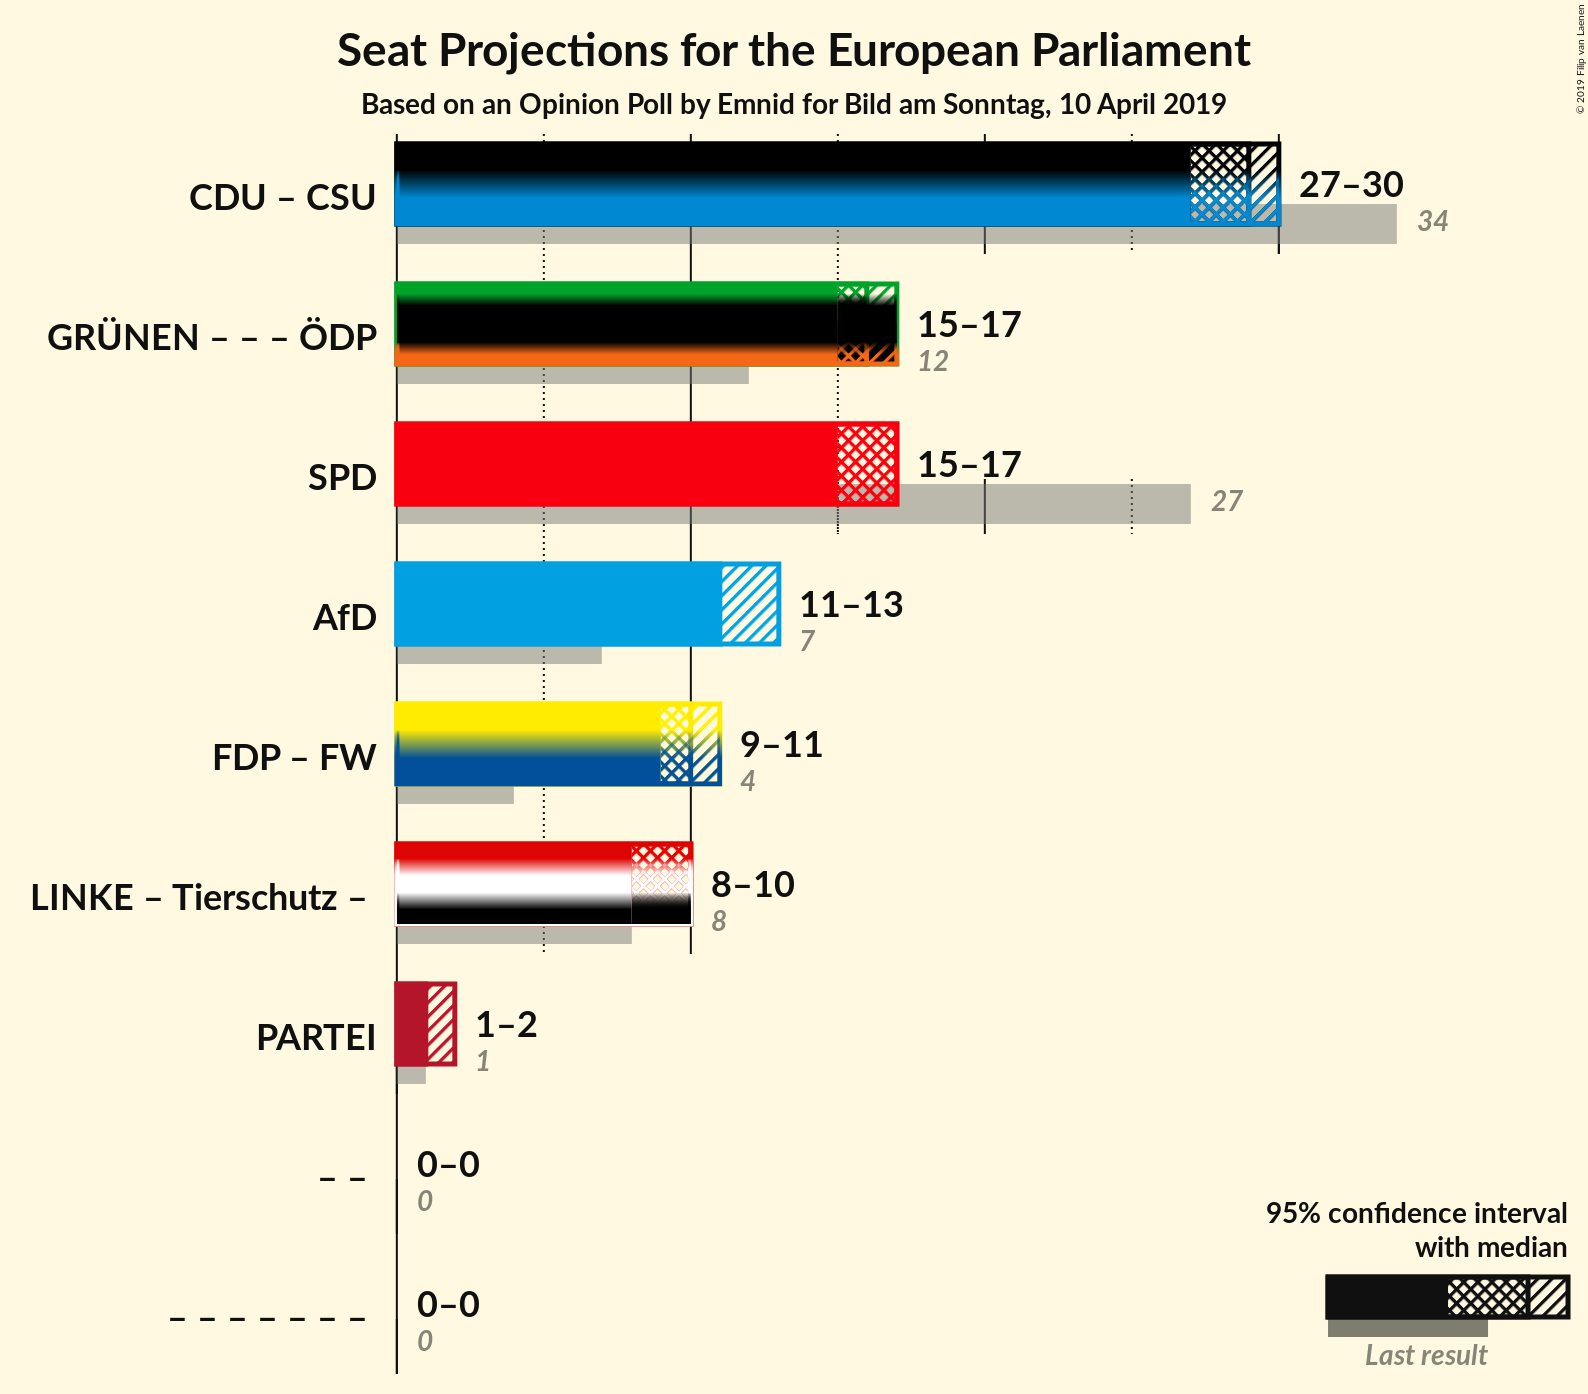 Seat Projections for the European Parliament
Based on an Opinion Poll by Emnid for Bild am Sonntag, 10 April 2019
© 2019 Filip van Laenen
CDU – CSU
27–30
34
GRÜNEN – – – ÖDP
15–17
12
SPD
15–17
27
AfD
11–13
7
FDP – FW
9–11
4
LINKE – Tierschutz –
8–10
8
PARTEI
1–2
1
– –
0–0
0
– – – – – – –
0–0
0
95% confidence interval
with median
Last result